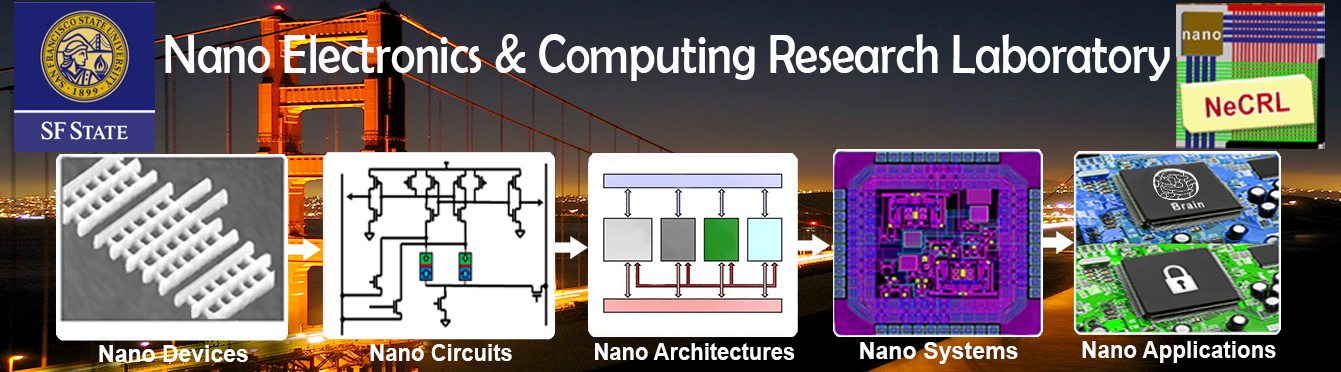 SAN FRANCISCO STATE UNIVERSITY
1899
SF STATE
Nano Electronics & Computing Research Laboratory
nano
NeCRL
Brain
Nano Devices
Nano Circuits
Nano Architectures
Nano Systems
Nano Applications